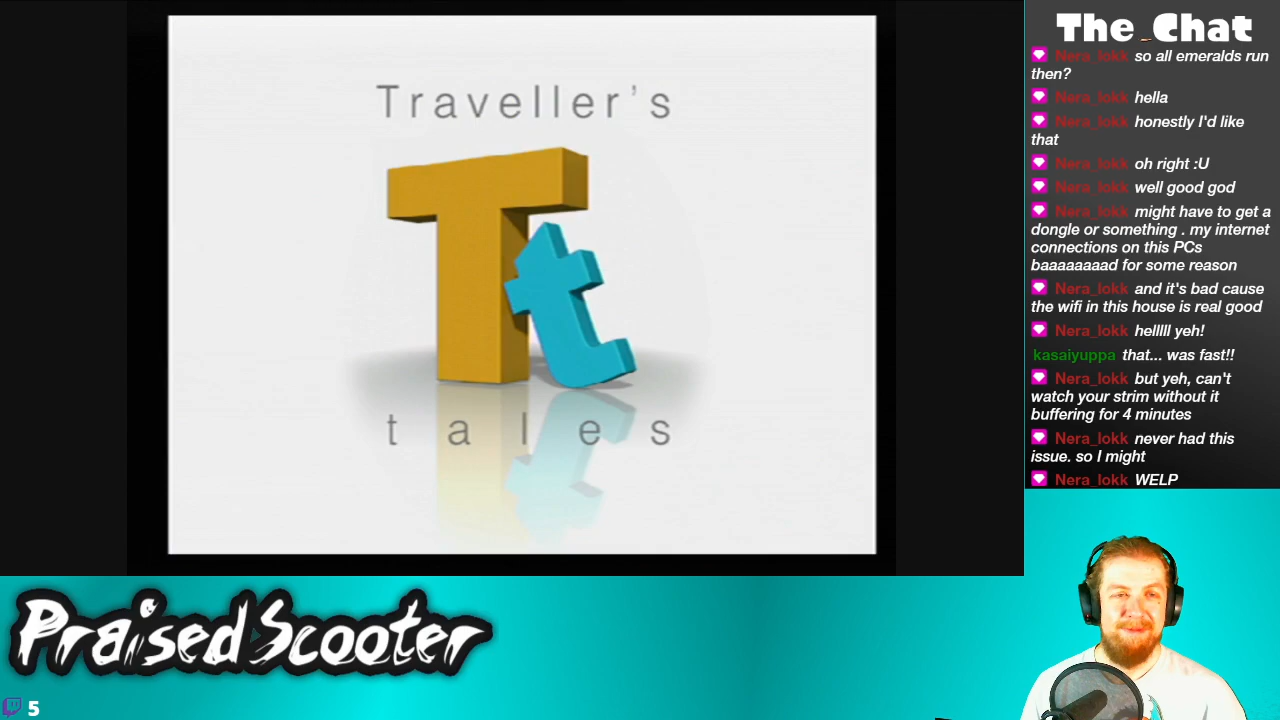 Traveller's
Tt
tales
The Chat
Nera_lokk so all emeralds run
then?
Nera_lokk hella
Nera_lokk honestly I'd like
that
Nera_lokk oh right :U
Nera_lokk well good god
Nera_lokk might have to get a
dongle or something . my internet
connections on this PCs
baaaaaaaad for some reason
Nera_lokk and it's bad cause
the wifi in this house is real good
Nera_lokk helllll yeh!
kasaiyuppa that... was fast!!
Nera_lokk but yeh, can't
watch your strim without it
buffering for 4 minutes
Nera_lokk never had this
issue. so I might
Nera_lokk WELP
PraisedScooter
5